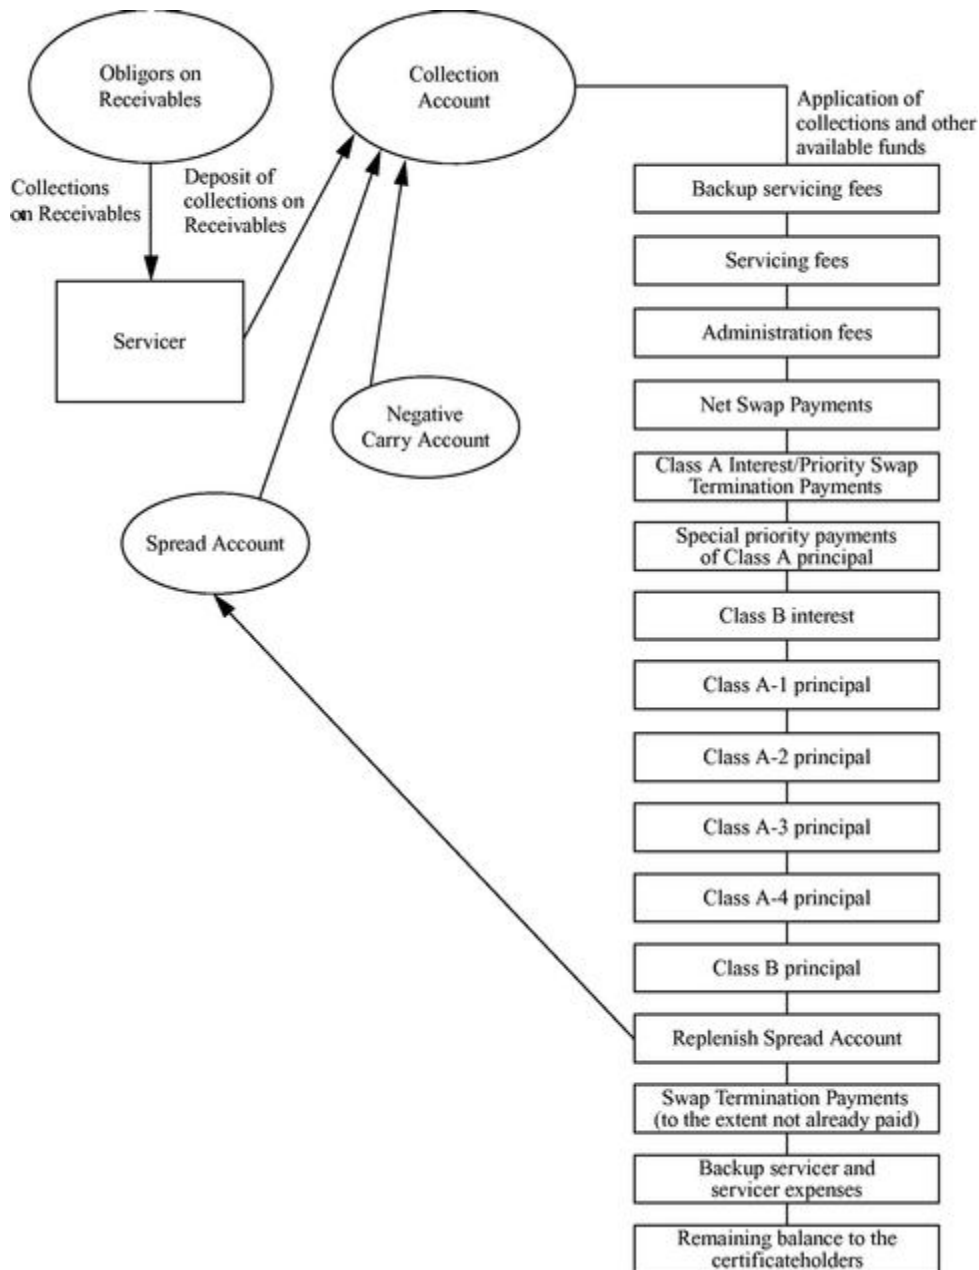 Obligors on
Receivables
Collection
Account
Application of
collections and other
available funds
Collections
on Receivables
Deposit of
collections on
Receivables
Servicer
Negative
Carry Account
Spread Account
Backup servicing fees
Servicing fees
Administration fees
Net Swap Payments
Class A Interest/Priority Swap
Termination Payments
Special priority payments
of Class A principal
Class B interest
Class A-1 principal
Class A-2 principal
Class A-3 principal
Class A-4 principal
Class B principal
Replenish Spread Account
Swap Termination Payments
(to the extent not already paid)
Backup servicer and
servicer expenses
Remaining balance to the
certificateholders